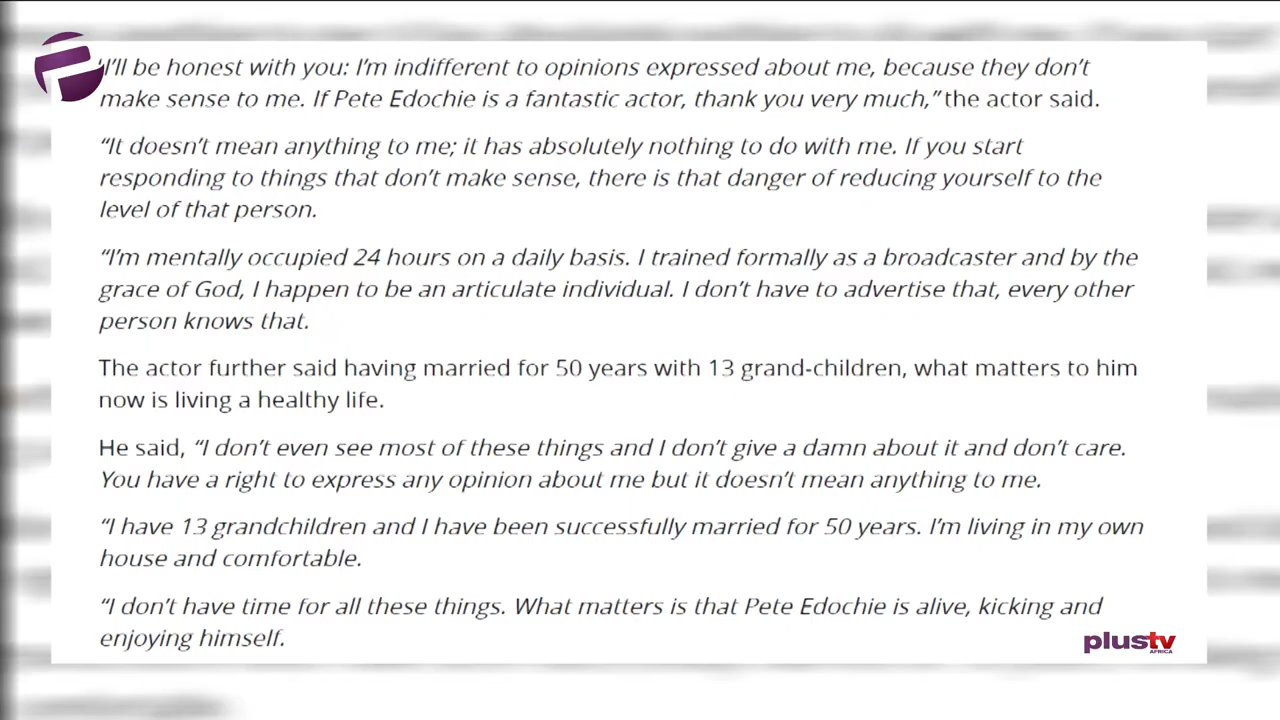 “I’ll be honest with you: I’m indifferent to opinions expressed about me, because they don’t
make sense to me. If Pete Edochie is a fantastic actor, thank you very much,” the actor said.
“It doesn’t mean anything to me; it has absolutely nothing to do with me. If you start
responding to things that don’t make sense, there is that danger of reducing yourself to the
level of that person.
“I’m mentally occupied 24 hours on a daily basis. I trained formally as a broadcaster and by the
grace of God, I happen to be an articulate individual. I don’t have to advertise that, every other
person knows that.
The actor further said having married for 50 years with 13 grand-children, what matters to him
now is living a healthy life.
He said, “I don’t even see most of these things and I don’t give a damn about it and don’t care.
You have a right to express any opinion about me but it doesn’t mean anything to me.
“I have 13 grandchildren and I have been successfully married for 50 years. I’m living in my own
house and comfortable.
“I don’t have time for all these things. What matters is that Pete Edochie is alive, kicking and
enjoying himself.
plustv
AFRICA